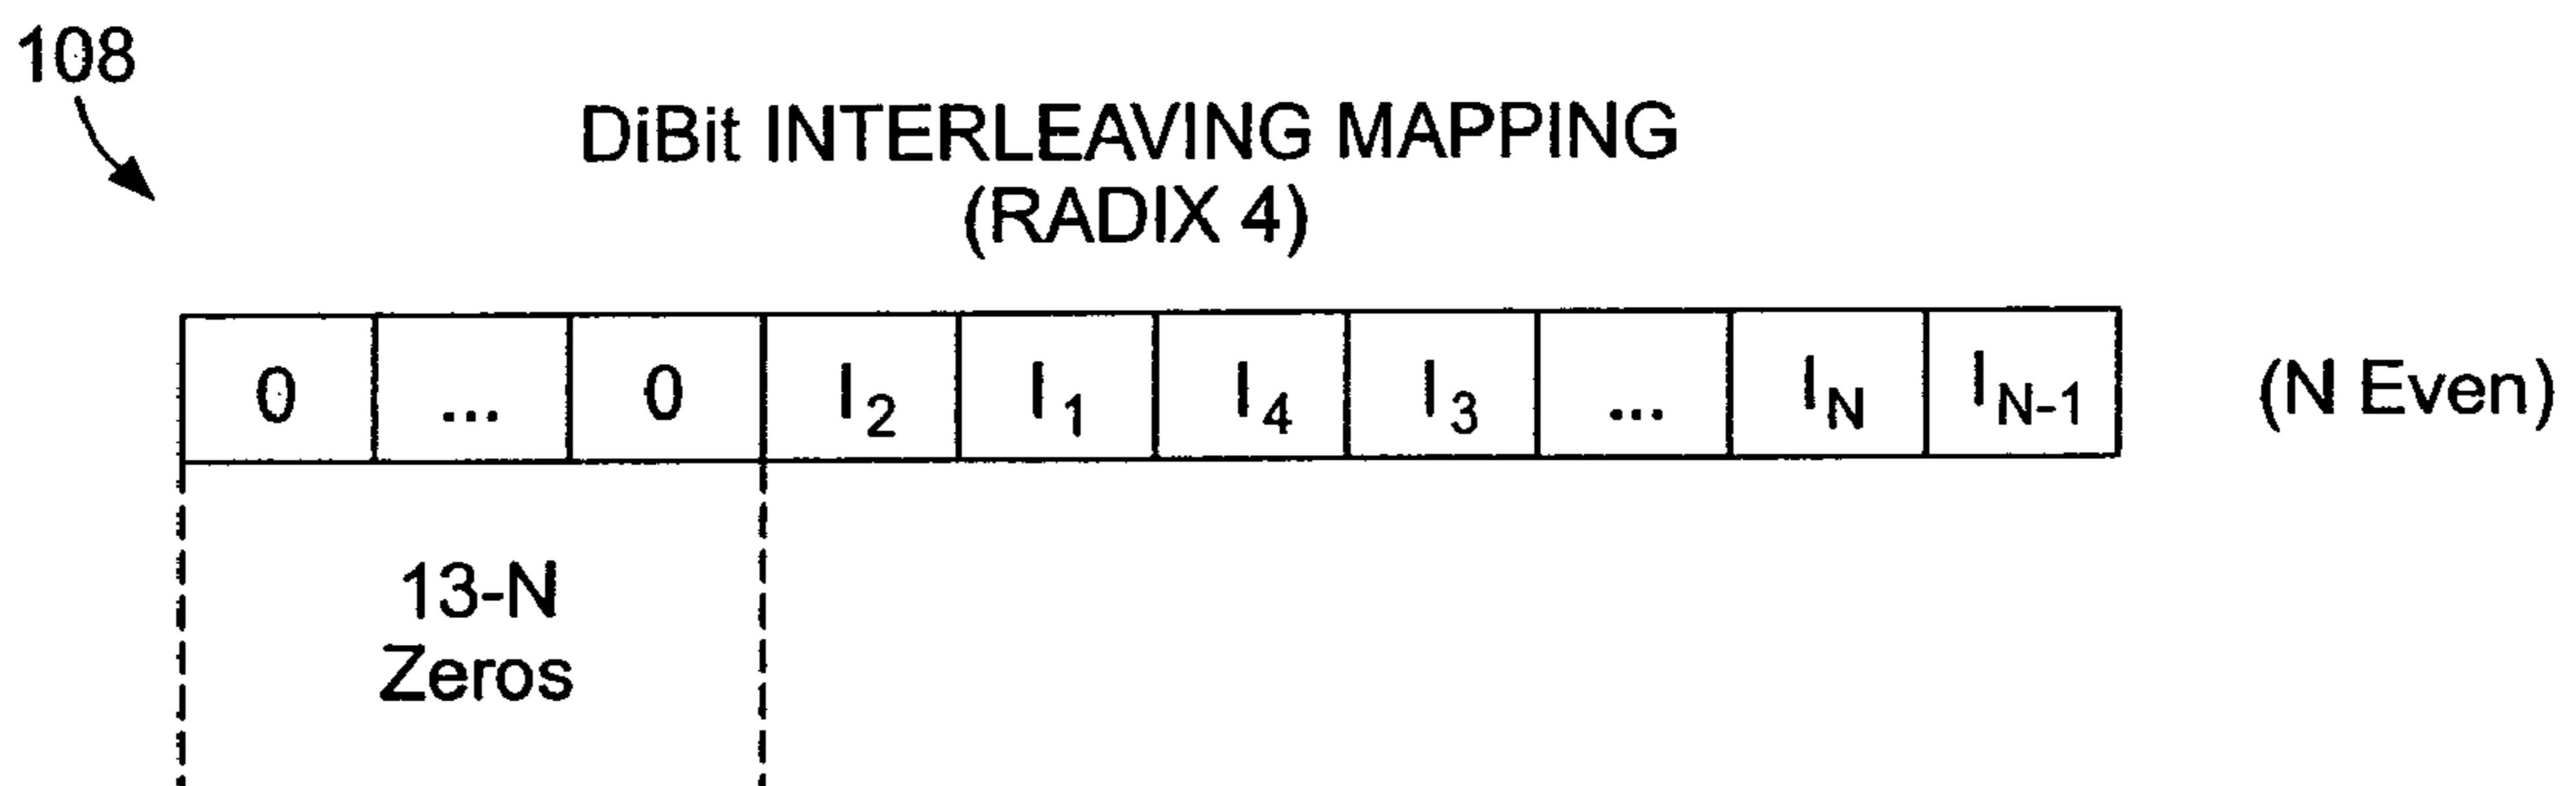 108
DiBit INTERLEAVING MAPPING
(RADIX 4)
0 ... 0 I2 I1 I4 I3 ... IN IN-1 (N Even)
13-N
Zeros